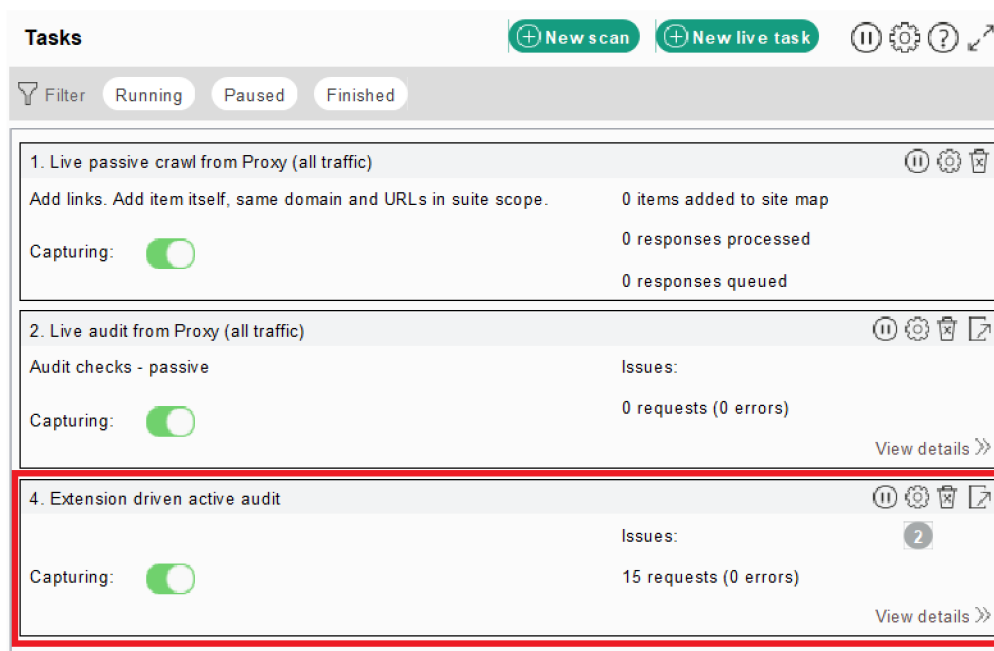 Tasks
New scan
New live task
Filter
Running
Paused
Finished
1. Live passive crawl from Proxy (all traffic)
Add links. Add item itself, same domain and URLs in suite scope.
0 items added to site map
Capturing:
0 responses processed
0 responses queued
2. Live audit from Proxy (all traffic)
Audit checks - passive
Issues:
Capturing:
0 requests (0 errors)
View details
4. Extension driven active audit
Issues:
2
Capturing:
15 requests (0 errors)
View details